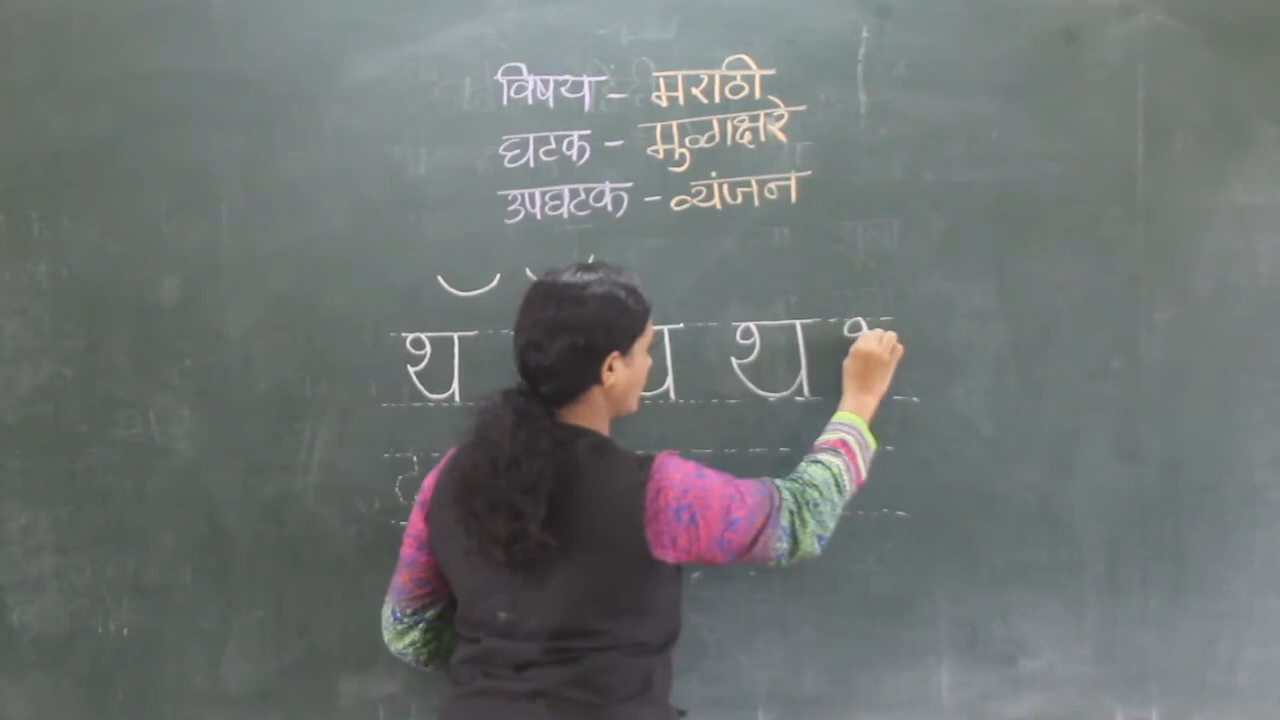 विषय - मराठी
घटक - मुळाक्षरे
उपघटक - व्यंजन
थ थ